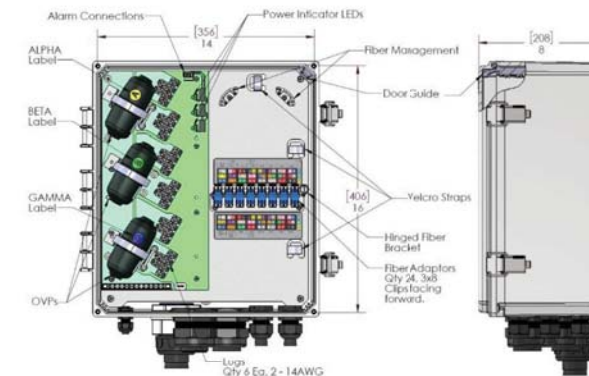 Alarm Connections
Power Inticator LEDs
[356]
14
[208]
8
ALPHA
Label
Fiber Management
Door Guide
BETA
Label
GAMMA
Label
[406]
16
Velcro Straps
Hinged Fiber
Bracket
Fiber Adaptors
Qty 24, 3x8
Clips facing
forward.
OVPs
Lugs
Qty 6 Ea. 2 - 14AWG